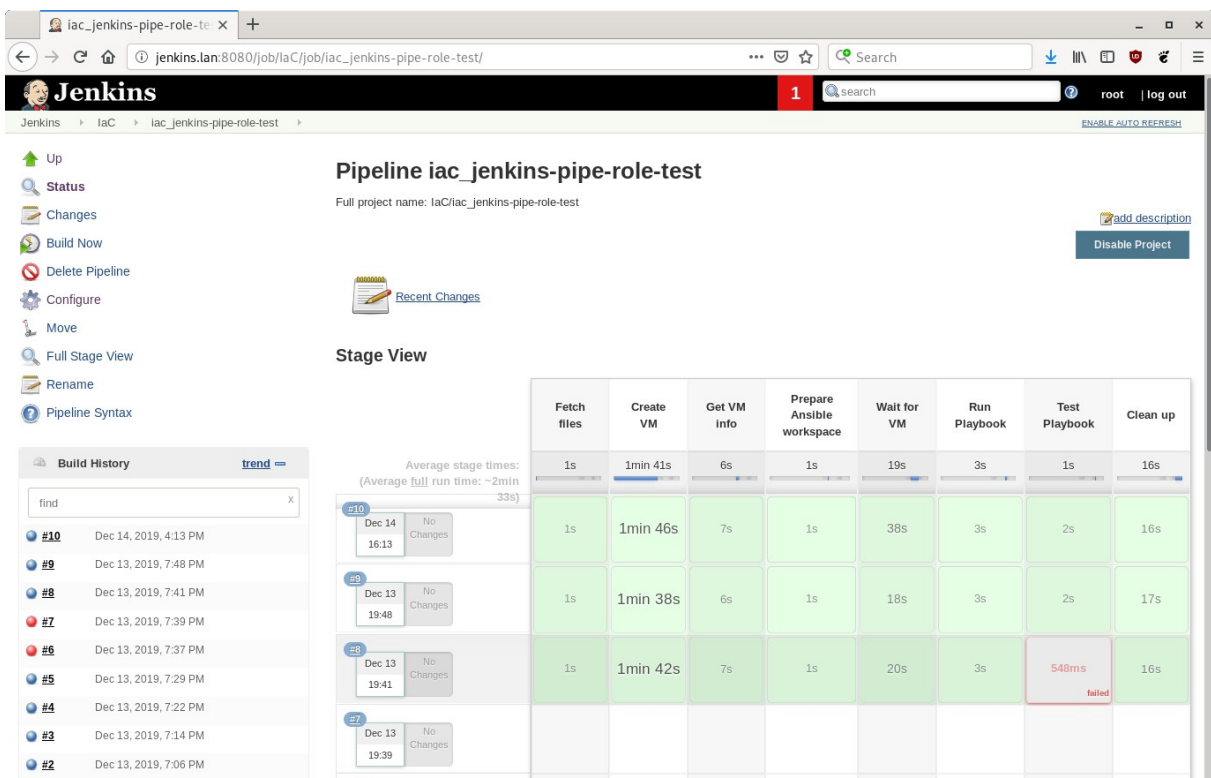 iac_jenkins-pipe-role-te
jenkins.lan:8080/job/IaC/job/iac_jenkins-pipe-role-test/
Search
Jenkins
1
search
root
| log out
Jenkins
IaC
iac_jenkins-pipe-role-test
ENABLE AUTO REFRESH
Up
Status
Changes
Build Now
Delete Pipeline
Configure
Move
Full Stage View
Rename
Pipeline Syntax
Build History
trend
find
x
#10 Dec 14, 2019, 4:13 PM
#9 Dec 13, 2019, 7:48 PM
#8 Dec 13, 2019, 7:41 PM
#7 Dec 13, 2019, 7:39 PM
#6 Dec 13, 2019, 7:37 PM
#5 Dec 13, 2019, 7:29 PM
#4 Dec 13, 2019, 7:22 PM
#3 Dec 13, 2019, 7:14 PM
#2 Dec 13, 2019, 7:06 PM
Pipeline iac_jenkins-pipe-role-test
Full project name: IaC/iac_jenkins-pipe-role-test
add description
Disable Project
Recent Changes
Stage View
Fetch
files
Create
VM
Get VM
info
Prepare
Ansible
workspace
Wait for
VM
Run
Playbook
Test
Playbook
Clean up
Average stage times:
(Average full run time: ~2min
33s)
1s
1min 41s
6s
1s
19s
3s
1s
16s
#10
Dec 14
16:13
No
Changes
1s
1min 46s
7s
1s
38s
3s
2s
16s
#9
Dec 13
19:48
No
Changes
1s
1min 38s
6s
1s
18s
3s
2s
17s
#8
Dec 13
19:41
No
Changes
1s
1min 42s
7s
1s
20s
3s
548ms
failed
16s
#7
Dec 13
19:39
No
Changes